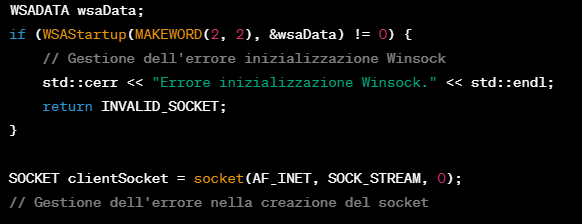 WSADATA wsaData;
if (WSAStartup(MAKEWORD(2, 2), &wsaData) != 0) {
    // Gestione dell'errore inizializzazione Winsock
    std::cerr << "Errore inizializzazione Winsock." << std::endl;
    return INVALID_SOCKET;
}

SOCKET clientSocket = socket(AF_INET, SOCK_STREAM, 0);
// Gestione dell'errore nella creazione del socket